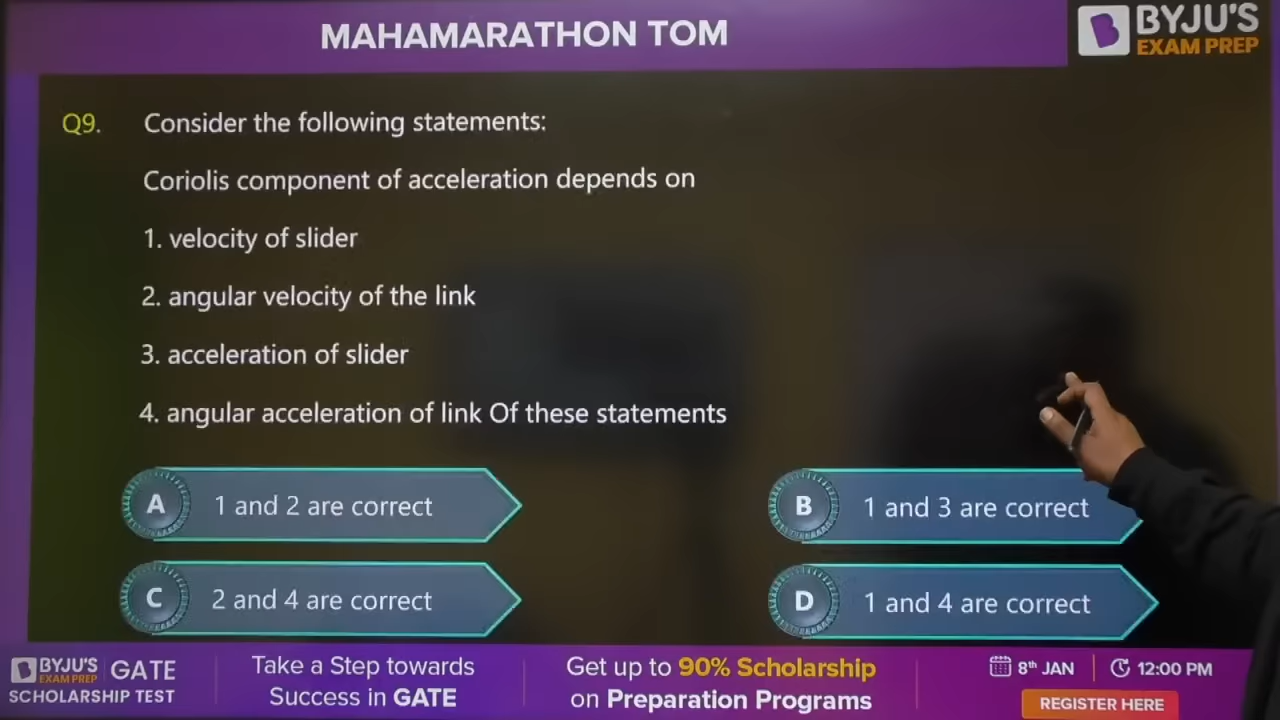 MAHAMARATHON TOM
BYJU'S
EXAM PREP
Q9. Consider the following statements:
Coriolis component of acceleration depends on
1. velocity of slider
2. angular velocity of the link
3. acceleration of slider
4. angular acceleration of link Of these statements
A 1 and 2 are correct
B 1 and 3 are correct
C 2 and 4 are correct
D 1 and 4 are correct
BYJU'S EXAM PREP GATE
SCHOLARSHIP TEST
Take a Step towards
Success in GATE
Get up to 90% Scholarship
on Preparation Programs
8th JAN 12:00 PM
REGISTER HERE